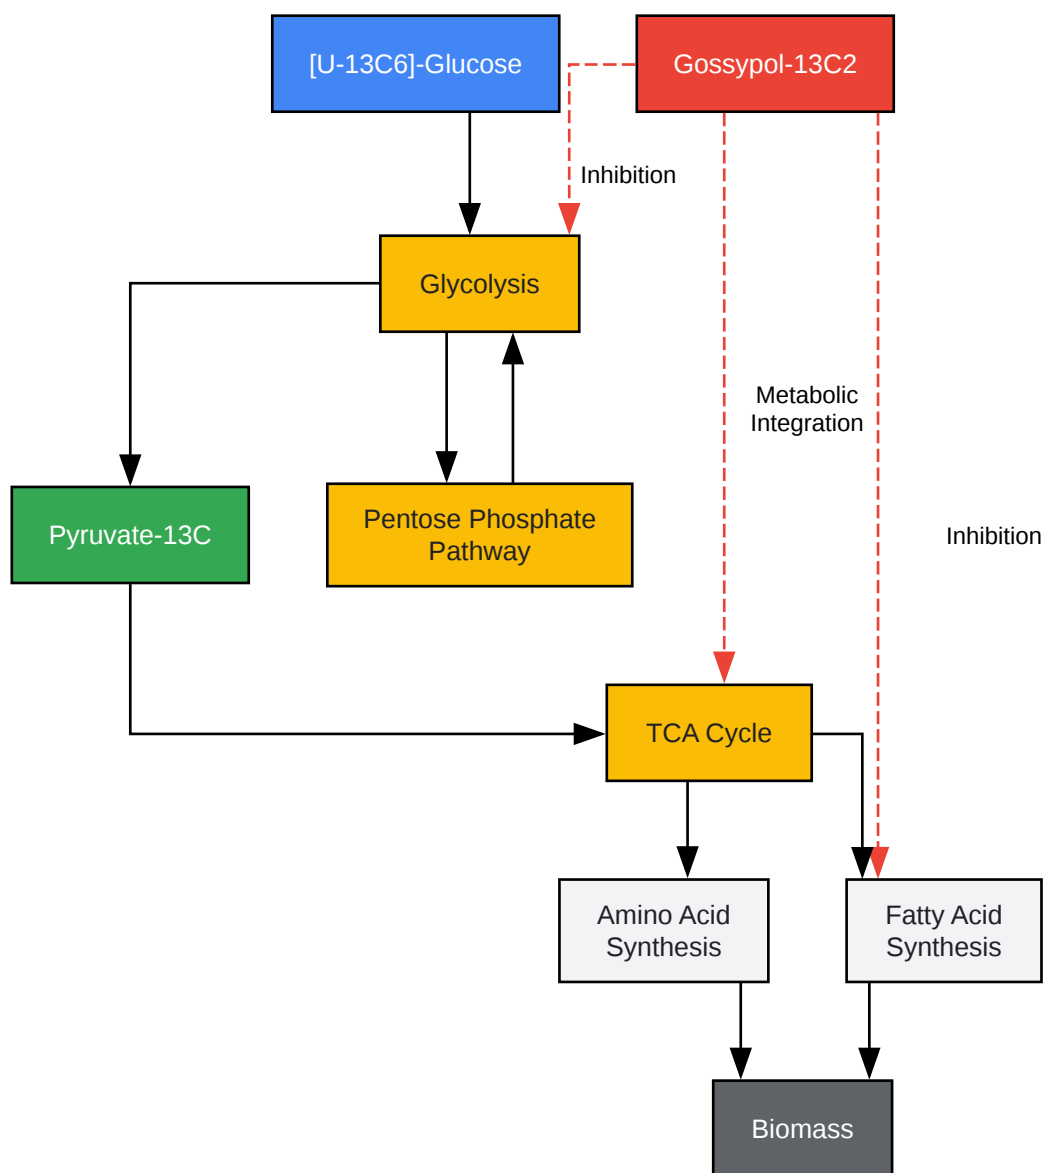 [U-13C6]-Glucose
Gossypol-13C2
Inhibition
Glycolysis
Metabolic
Integration
Pyruvate-13C
Pentose Phosphate
Pathway
Inhibition
TCA Cycle
Amino Acid
Synthesis
Fatty Acid
Synthesis
Biomass